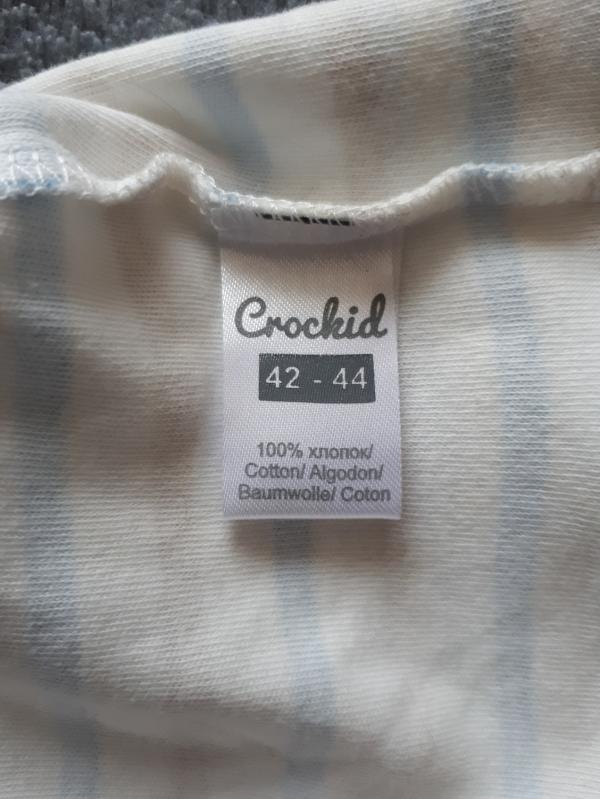 Crockid
42 - 44
100% хлопок/
Cotton/ Algodon/
Baumwolle/ Coton